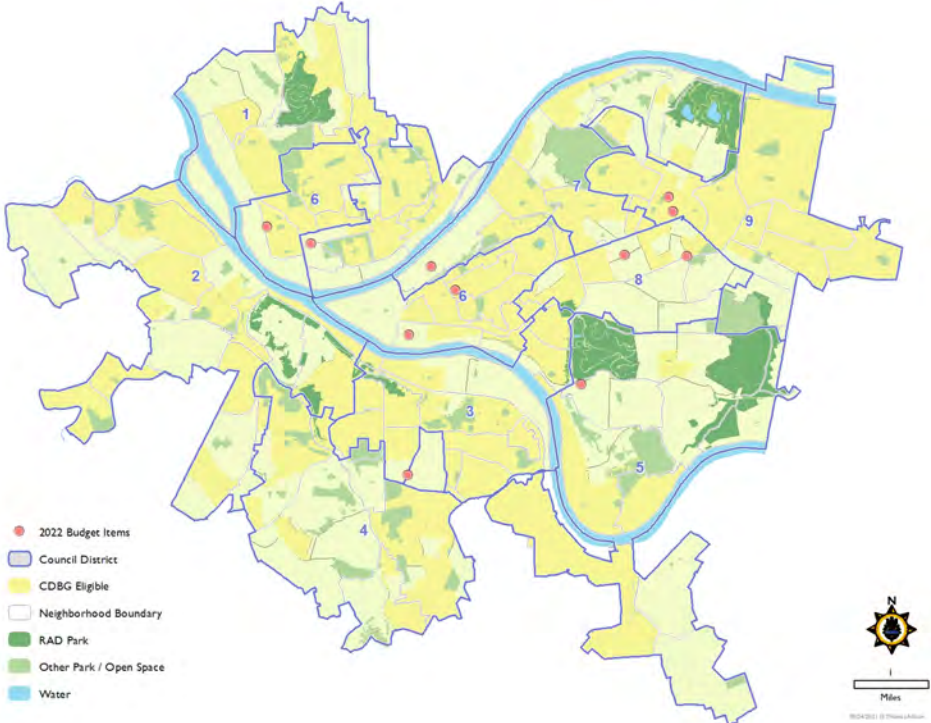 1
6
7
9
2
8
6
3
5
4
2022 Budget Items
Council District
CDBG Eligible
Neighborhood Boundary
RAD Park
Other Park / Open Space
Water
N
1
Miles